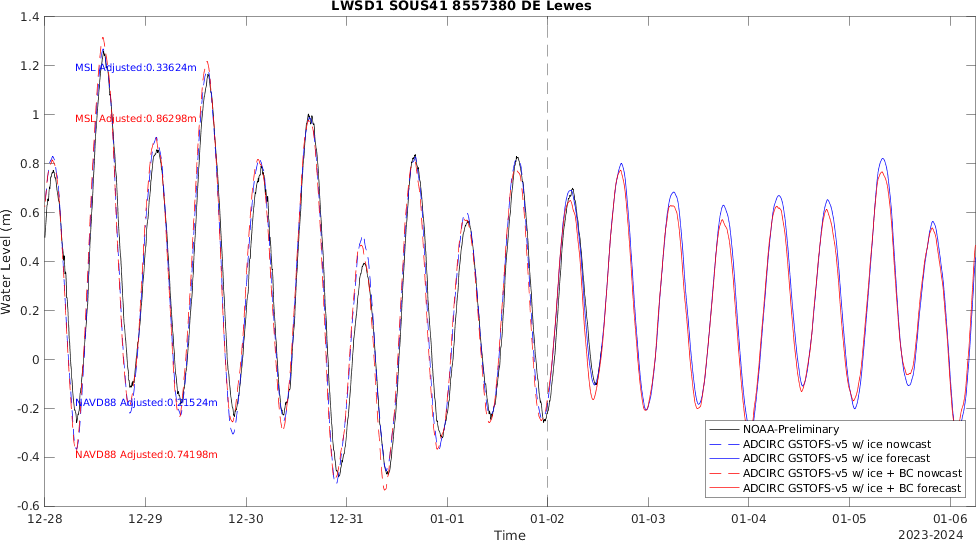 LWSD1 SOUS41 8557380 DE Lewes
1.4
1.2
1
0.8
0.6
0.4
0.2
0
-0.2
-0.4
-0.6
Water Level (m)
MSL Adjusted:0.33624m
MSL Adjusted:0.86298m
NAVD88 Adjusted:0.21524m
NAVD88 Adjusted:0.74198m
NOAA-Preliminary
ADCIRC GSTOFS-v5 w/ ice nowcast
ADCIRC GSTOFS-v5 w/ ice forecast
ADCIRC GSTOFS-v5 w/ ice + BC nowcast
ADCIRC GSTOFS-v5 w/ ice + BC forecast
12-28 12-29 12-30 12-31 01-01 01-02 01-03 01-04 01-05 01-06
Time
2023-2024